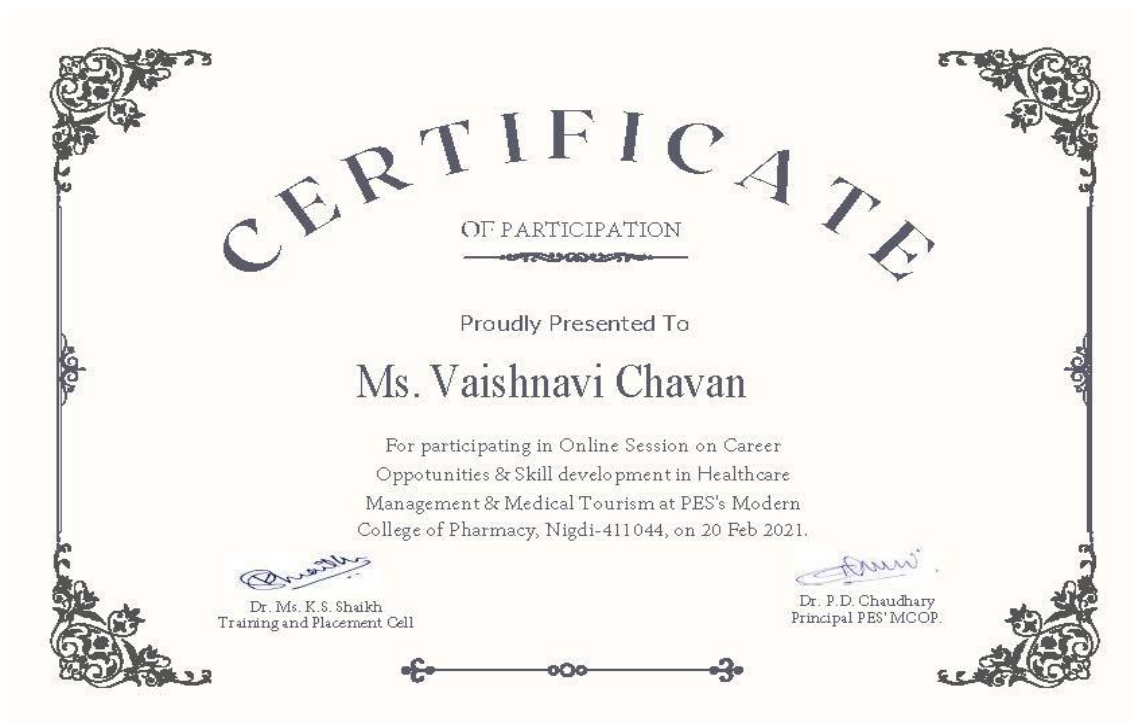 CERTIFICATE
OF PARTICIPATION
Proudly Presented To
Ms. Vaishnavi Chavan
For participating in Online Session on Career
Oppotunities & Skill development in Healthcare
Management & Medical Tourism at PES's Modern
College of Pharmacy, Nigdi-411044, on 20 Feb 2021.
Dr. Ms. K.S. Shaikh
Training and Placement Cell
Dr. P.D. Chaudhary
Principal PES' MCOP.